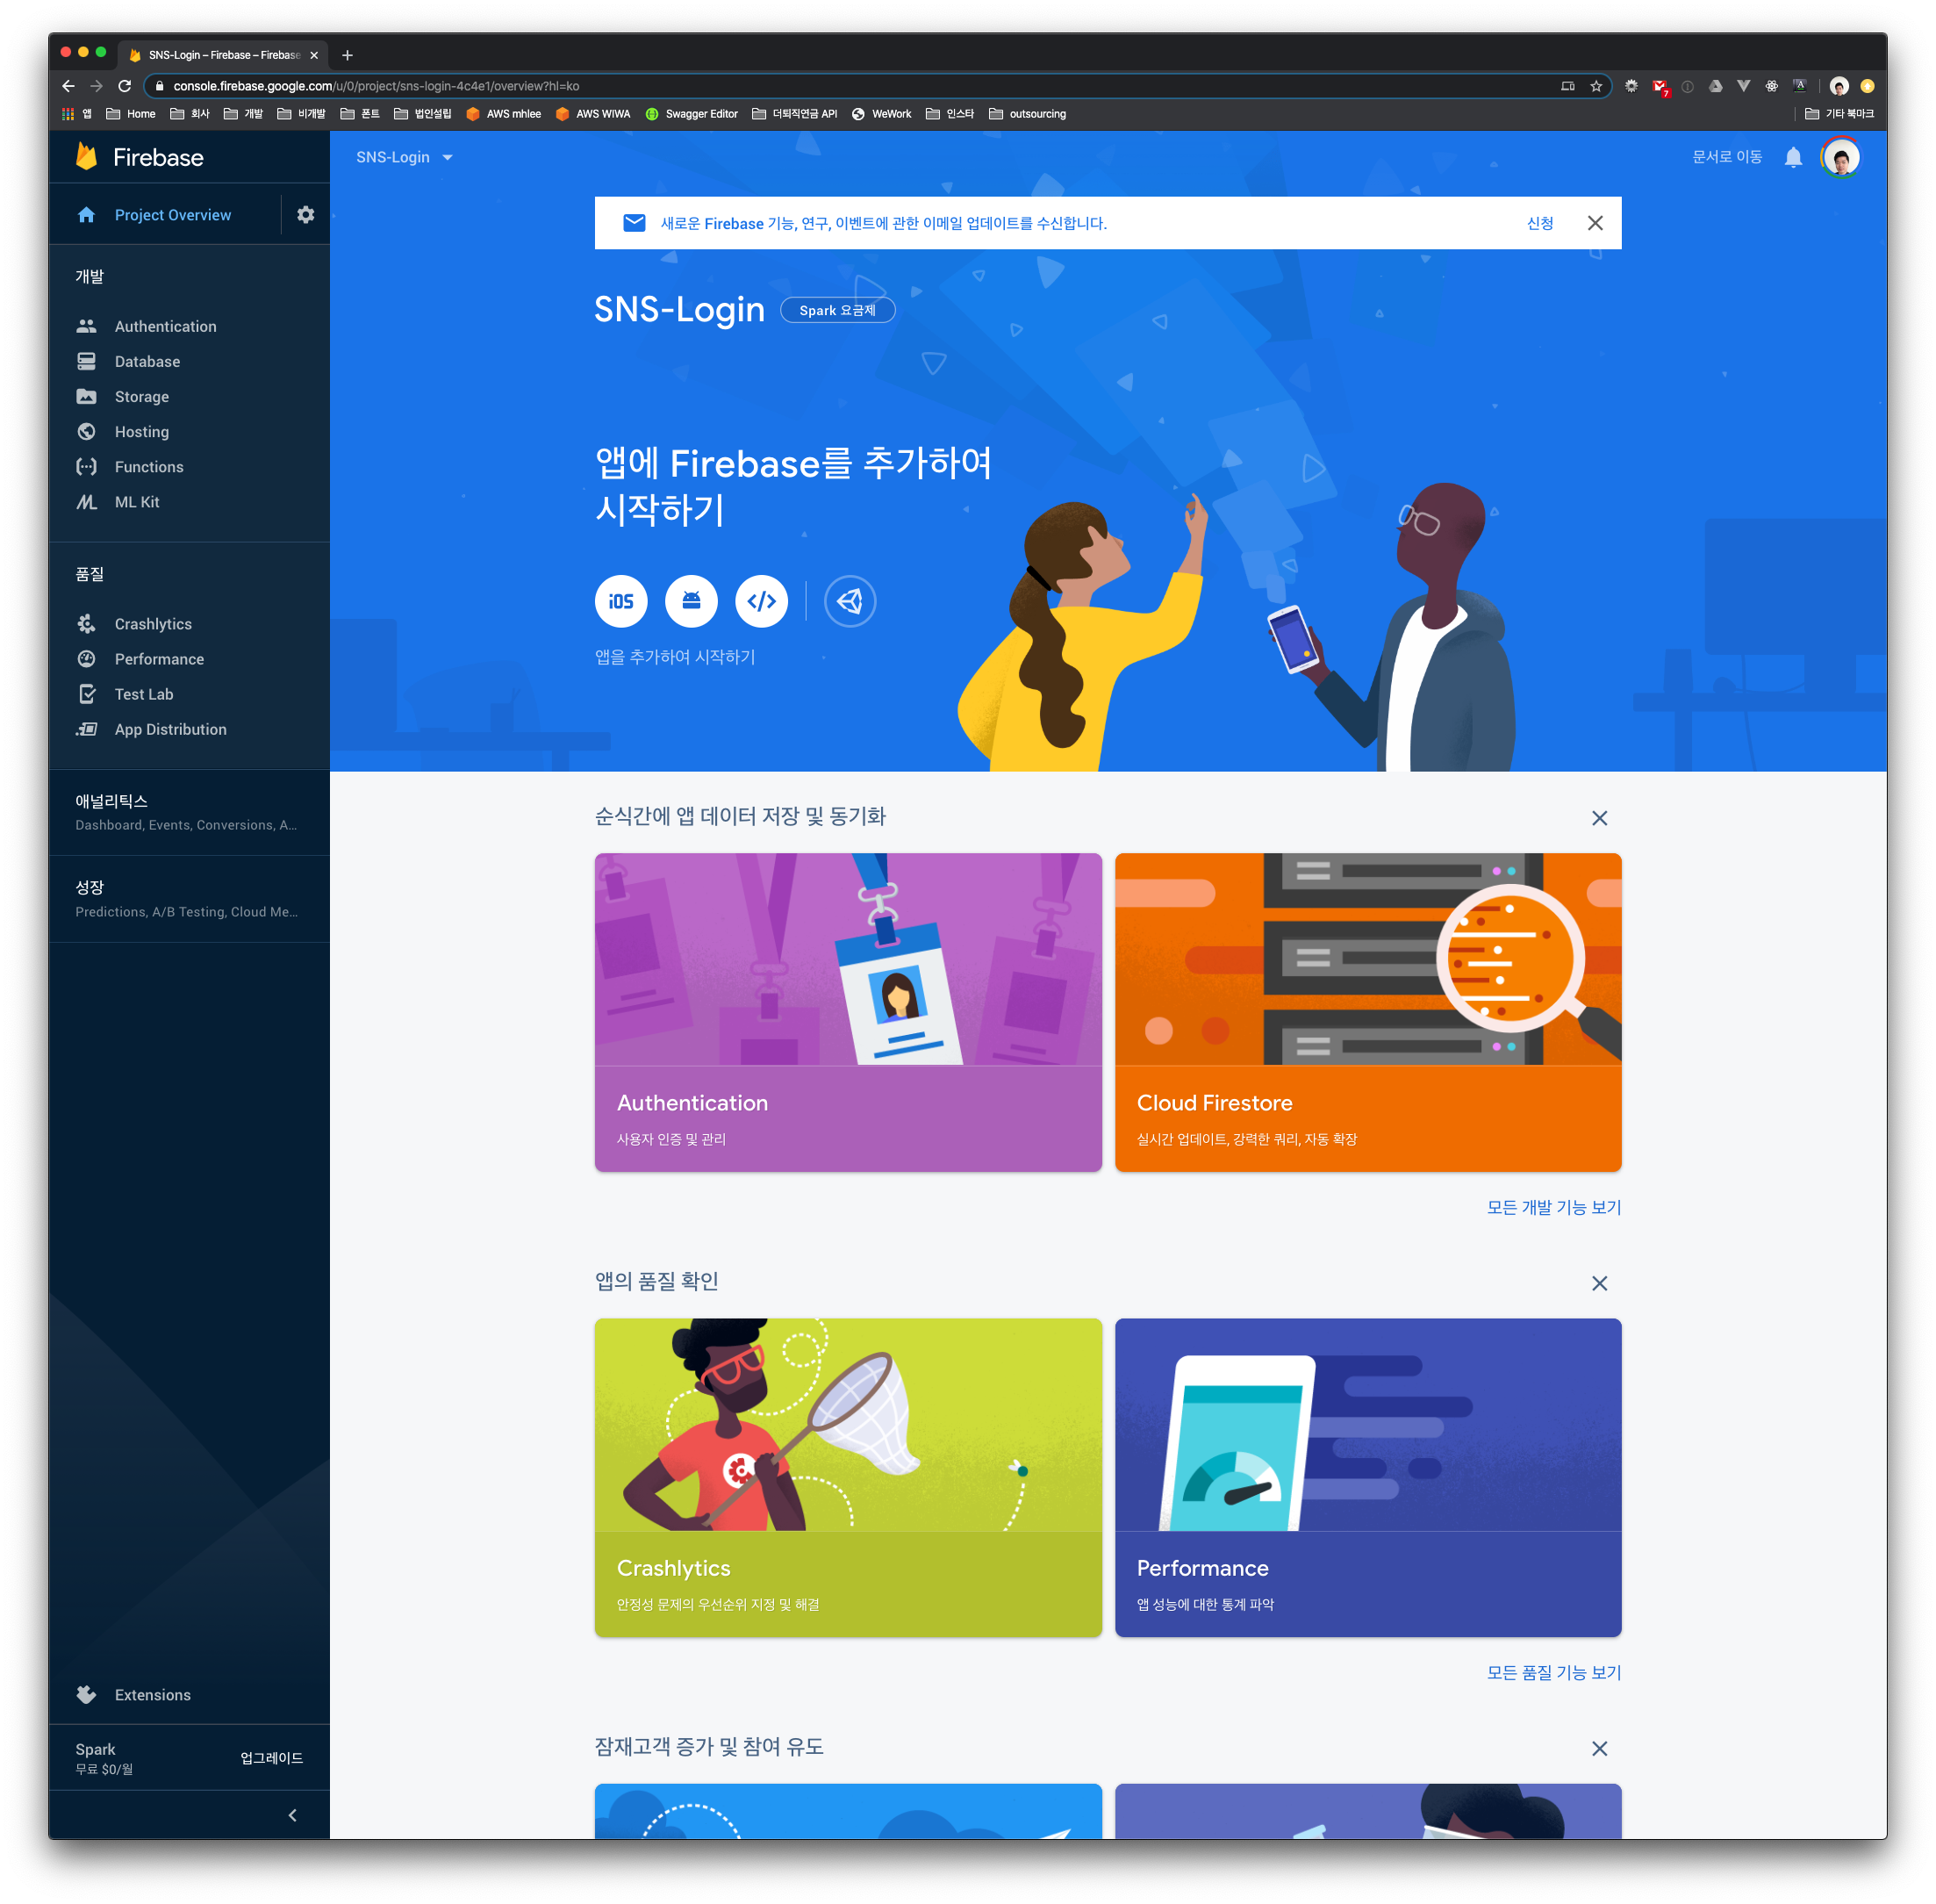 SNS-Login – Firebase – Firebase
console.firebase.google.com/u/0/project/sns-login-4c4e1/overview?hl=ko
7
앱 Home 회사 개발 비개발 폰트 법인설립 AWS mhlee AWS WIWA Swagger Editor 더퇴직연금 API WeWork 인스타 outsourcing 기타 북마크
Firebase
SNS-Login
문서로 이동
Project Overview
새로운 Firebase 기능, 연구, 이벤트에 관한 이메일 업데이트를 수신합니다.
신청
개발
Authentication
Database
Storage
Hosting
Functions
ML Kit
품질
Crashlytics
Performance
Test Lab
App Distribution
애널리틱스
Dashboard, Events, Conversions, A...
성장
Predictions, A/B Testing, Cloud Me...
Extensions
Spark
무료 $0/월
업그레이드
SNS-Login
Spark 요금제
앱에 Firebase를 추가하여
시작하기
iOS
앱을 추가하여 시작하기
순식간에 앱 데이터 저장 및 동기화
Authentication
사용자 인증 및 관리
Cloud Firestore
실시간 업데이트, 강력한 쿼리, 자동 확장
모든 개발 기능 보기
앱의 품질 확인
Crashlytics
안정성 문제의 우선순위 지정 및 해결
Performance
앱 성능에 대한 통계 파악
모든 품질 기능 보기
잠재고객 증가 및 참여 유도